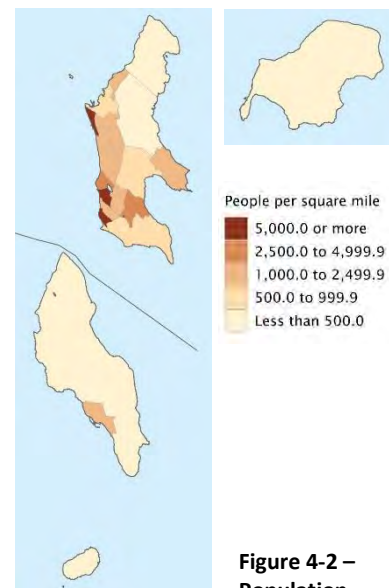 People per square mile
5,000.0 or more
2,500.0 to 4,999.9
1,000.0 to 2,499.9
500.0 to 999.9
Less than 500.0
Figure 4-2 –
Population